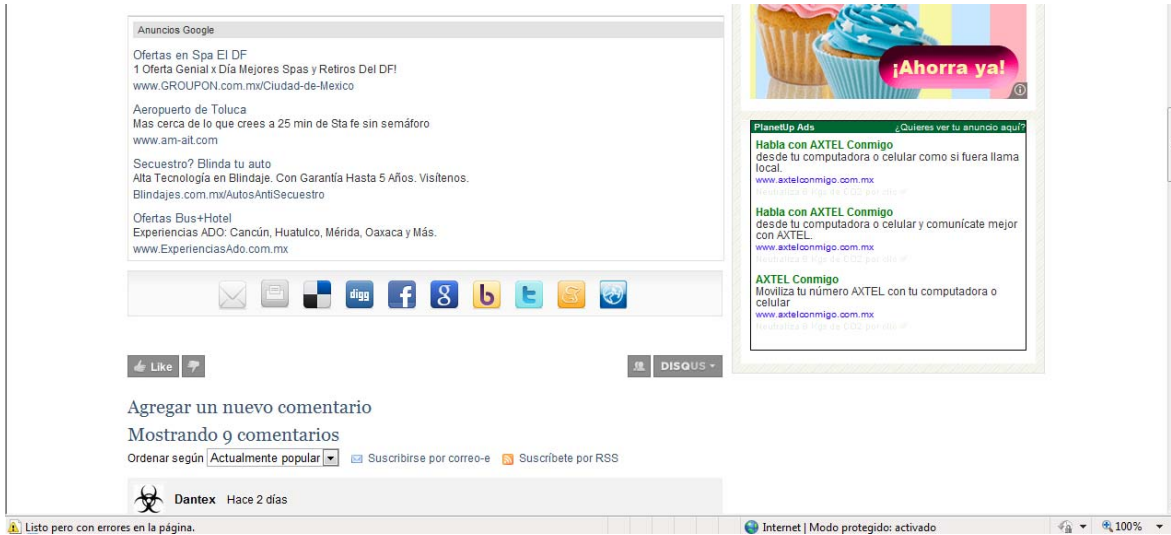 Anuncios Google
Ofertas en Spa El DF
1 Oferta Genial x Día Mejores Spas y Retiros Del DF!
www.GROUPON.com.mx/Ciudad-de-Mexico
Aeropuerto de Toluca
Mas cerca de lo que crees a 25 min de Sta fe sin semáforo
www.am-ait.com
Secuestro? Blinda tu auto
Alta Tecnología en Blindaje. Con Garantía Hasta 5 Años. Visítenos.
Blindajes.com.mx/AutosAntiSecuestro
Ofertas Bus+Hotel
Experiencias ADO: Cancún, Huatulco, Mérida, Oaxaca y Más.
www.ExperienciasAdo.com.mx
digg
Like
DISQUS
Agregar un nuevo comentario
Mostrando 9 comentarios
Ordenar según Actualmente popular Suscribirse por correo-e Suscríbete por RSS
Dantex Hace 2 días
¡Ahorra ya!
PlanetUp Ads ¿Quieres ver tu anuncio aquí?
Habla con AXTEL Conmigo
desde tu computadora o celular como si fuera llama
local.
www.axtelconmigo.com.mx
Habla con AXTEL Conmigo
desde tu computadora o celular y comunícate mejor
con AXTEL.
www.axtelconmigo.com.mx
AXTEL Conmigo
Moviliza tu número AXTEL con tu computadora o
celular
www.axtelconmigo.com.mx
Listo pero con errores en la página. Internet | Modo protegido: activado 100%